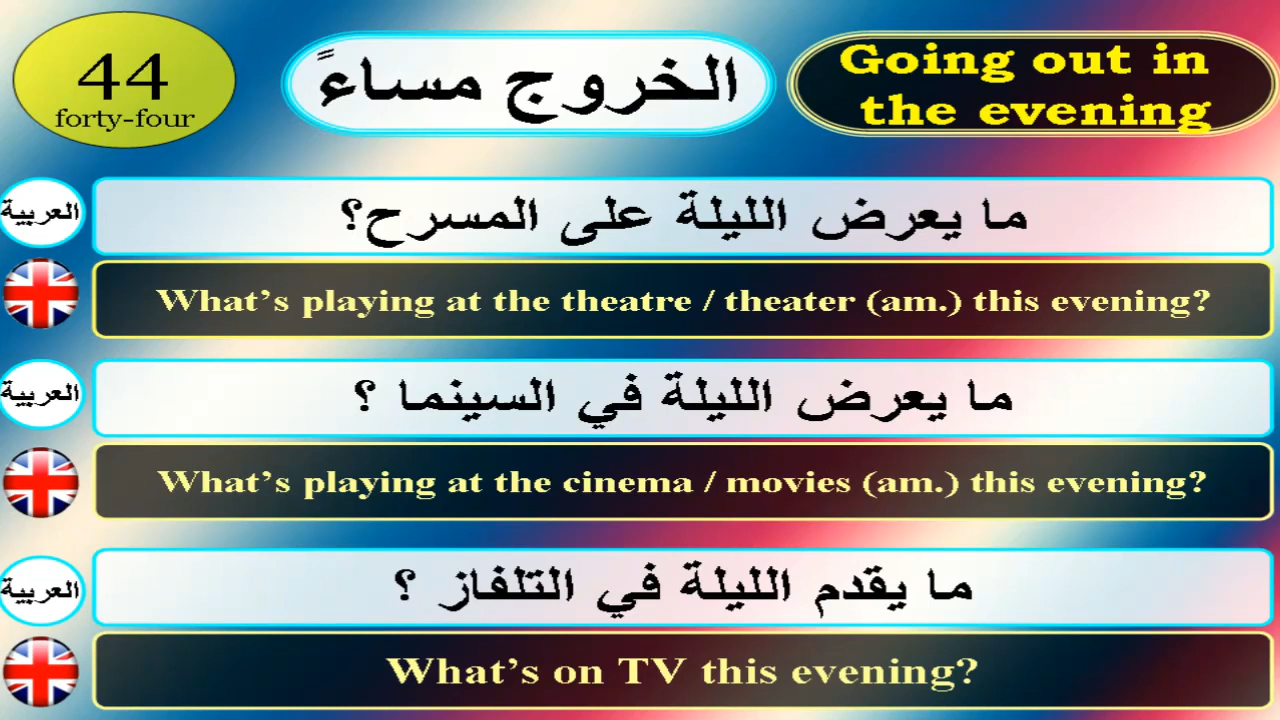 44
forty-four
الخروج مساءً
Going out in
the evening
العربية
ما يعرض الليلة على المسرح؟
What's playing at the theatre / theater (am.) this evening?
العربية
ما يعرض الليلة في السينما ؟
What's playing at the cinema / movies (am.) this evening?
العربية
ما يقدم الليلة في التلفاز ؟
What's on TV this evening?